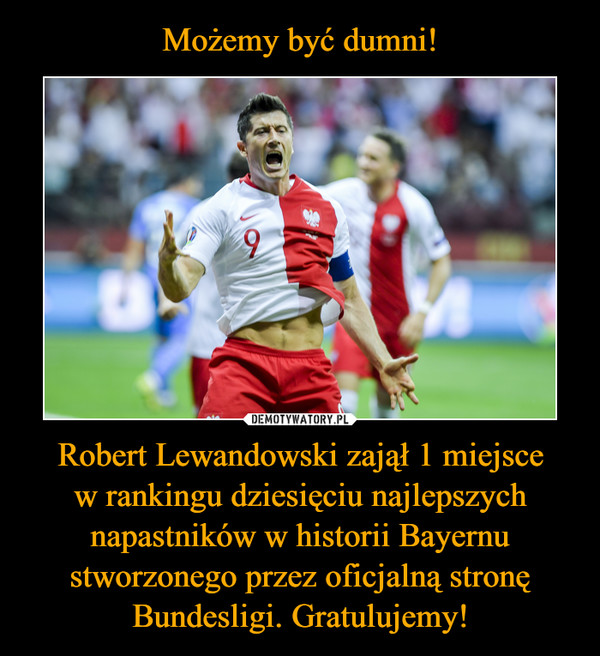 Możemy być dumni!
9
DEMOTYWATORY.PL
Robert Lewandowski zajął 1 miejsce
w rankingu dziesięciu najlepszych
napastników w historii Bayernu
stworzonego przez oficjalną stronę
Bundesligi. Gratulujemy!